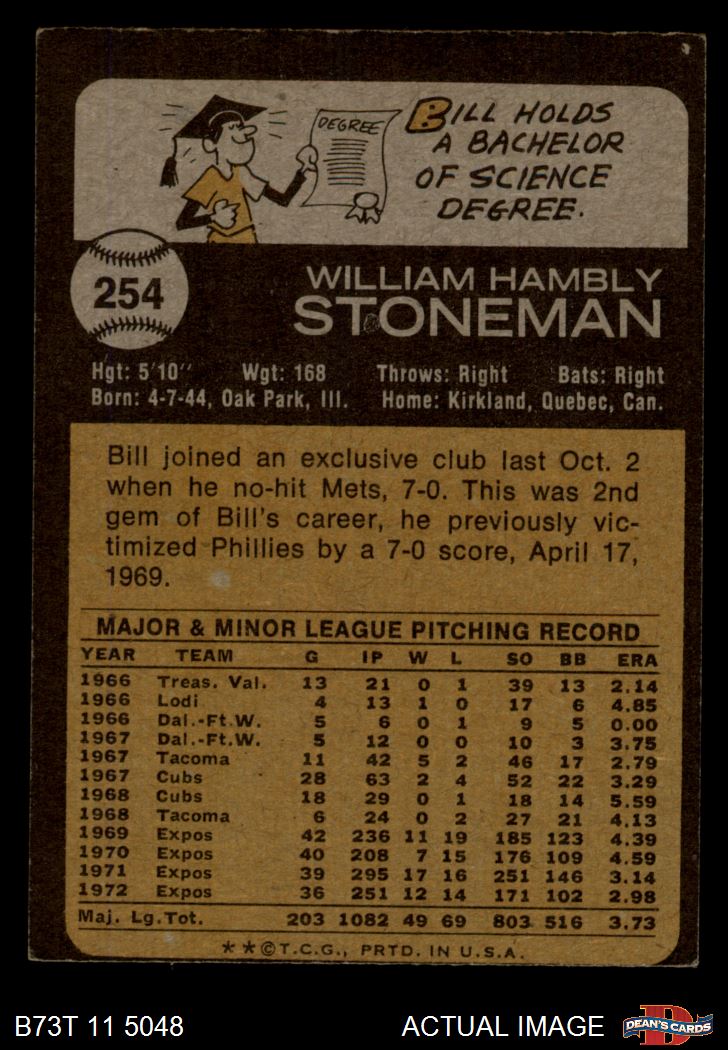 DEGREE
BILL HOLDS
A BACHELOR
OF SCIENCE
DEGREE.
254
WILLIAM HAMBLY
STONEMAN
Hgt: 5'10" Wgt: 168 Throws: Right Bats: Right
Born: 4-7-44, Oak Park, Ill. Home: Kirkland, Quebec, Can.
Bill joined an exclusive club last Oct. 2
when he no-hit Mets, 7-0. This was 2nd
gem of Bill's career, he previously vic-
timized Phillies by a 7-0 score, April 17,
1969.
MAJOR & MINOR LEAGUE PITCHING RECORD
YEAR TEAM G IP W L SO BB ERA
1966 Treas. Val. 13 21 0 1 39 13 2.14
1966 Lodi 4 13 1 0 17 6 4.85
1966 Dal.-Ft.W. 5 6 0 1 9 5 0.00
1967 Dal.-Ft.W. 5 12 0 0 10 3 3.75
1967 Tacoma 11 42 5 2 46 17 2.79
1967 Cubs 28 63 2 4 52 22 3.29
1968 Cubs 18 29 0 1 18 14 5.59
1968 Tacoma 6 24 0 2 27 21 4.13
1969 Expos 42 236 11 19 185 123 4.39
1970 Expos 40 208 7 15 176 109 4.59
1971 Expos 39 295 17 16 251 146 3.14
1972 Expos 36 251 12 14 171 102 2.98
Maj. Lg.Tot. 203 1082 49 69 803 516 3.73
**©T.C.G., PRTD. IN U.S.A.
B73T 11 5048 ACTUAL IMAGE DEAN'S CARDS